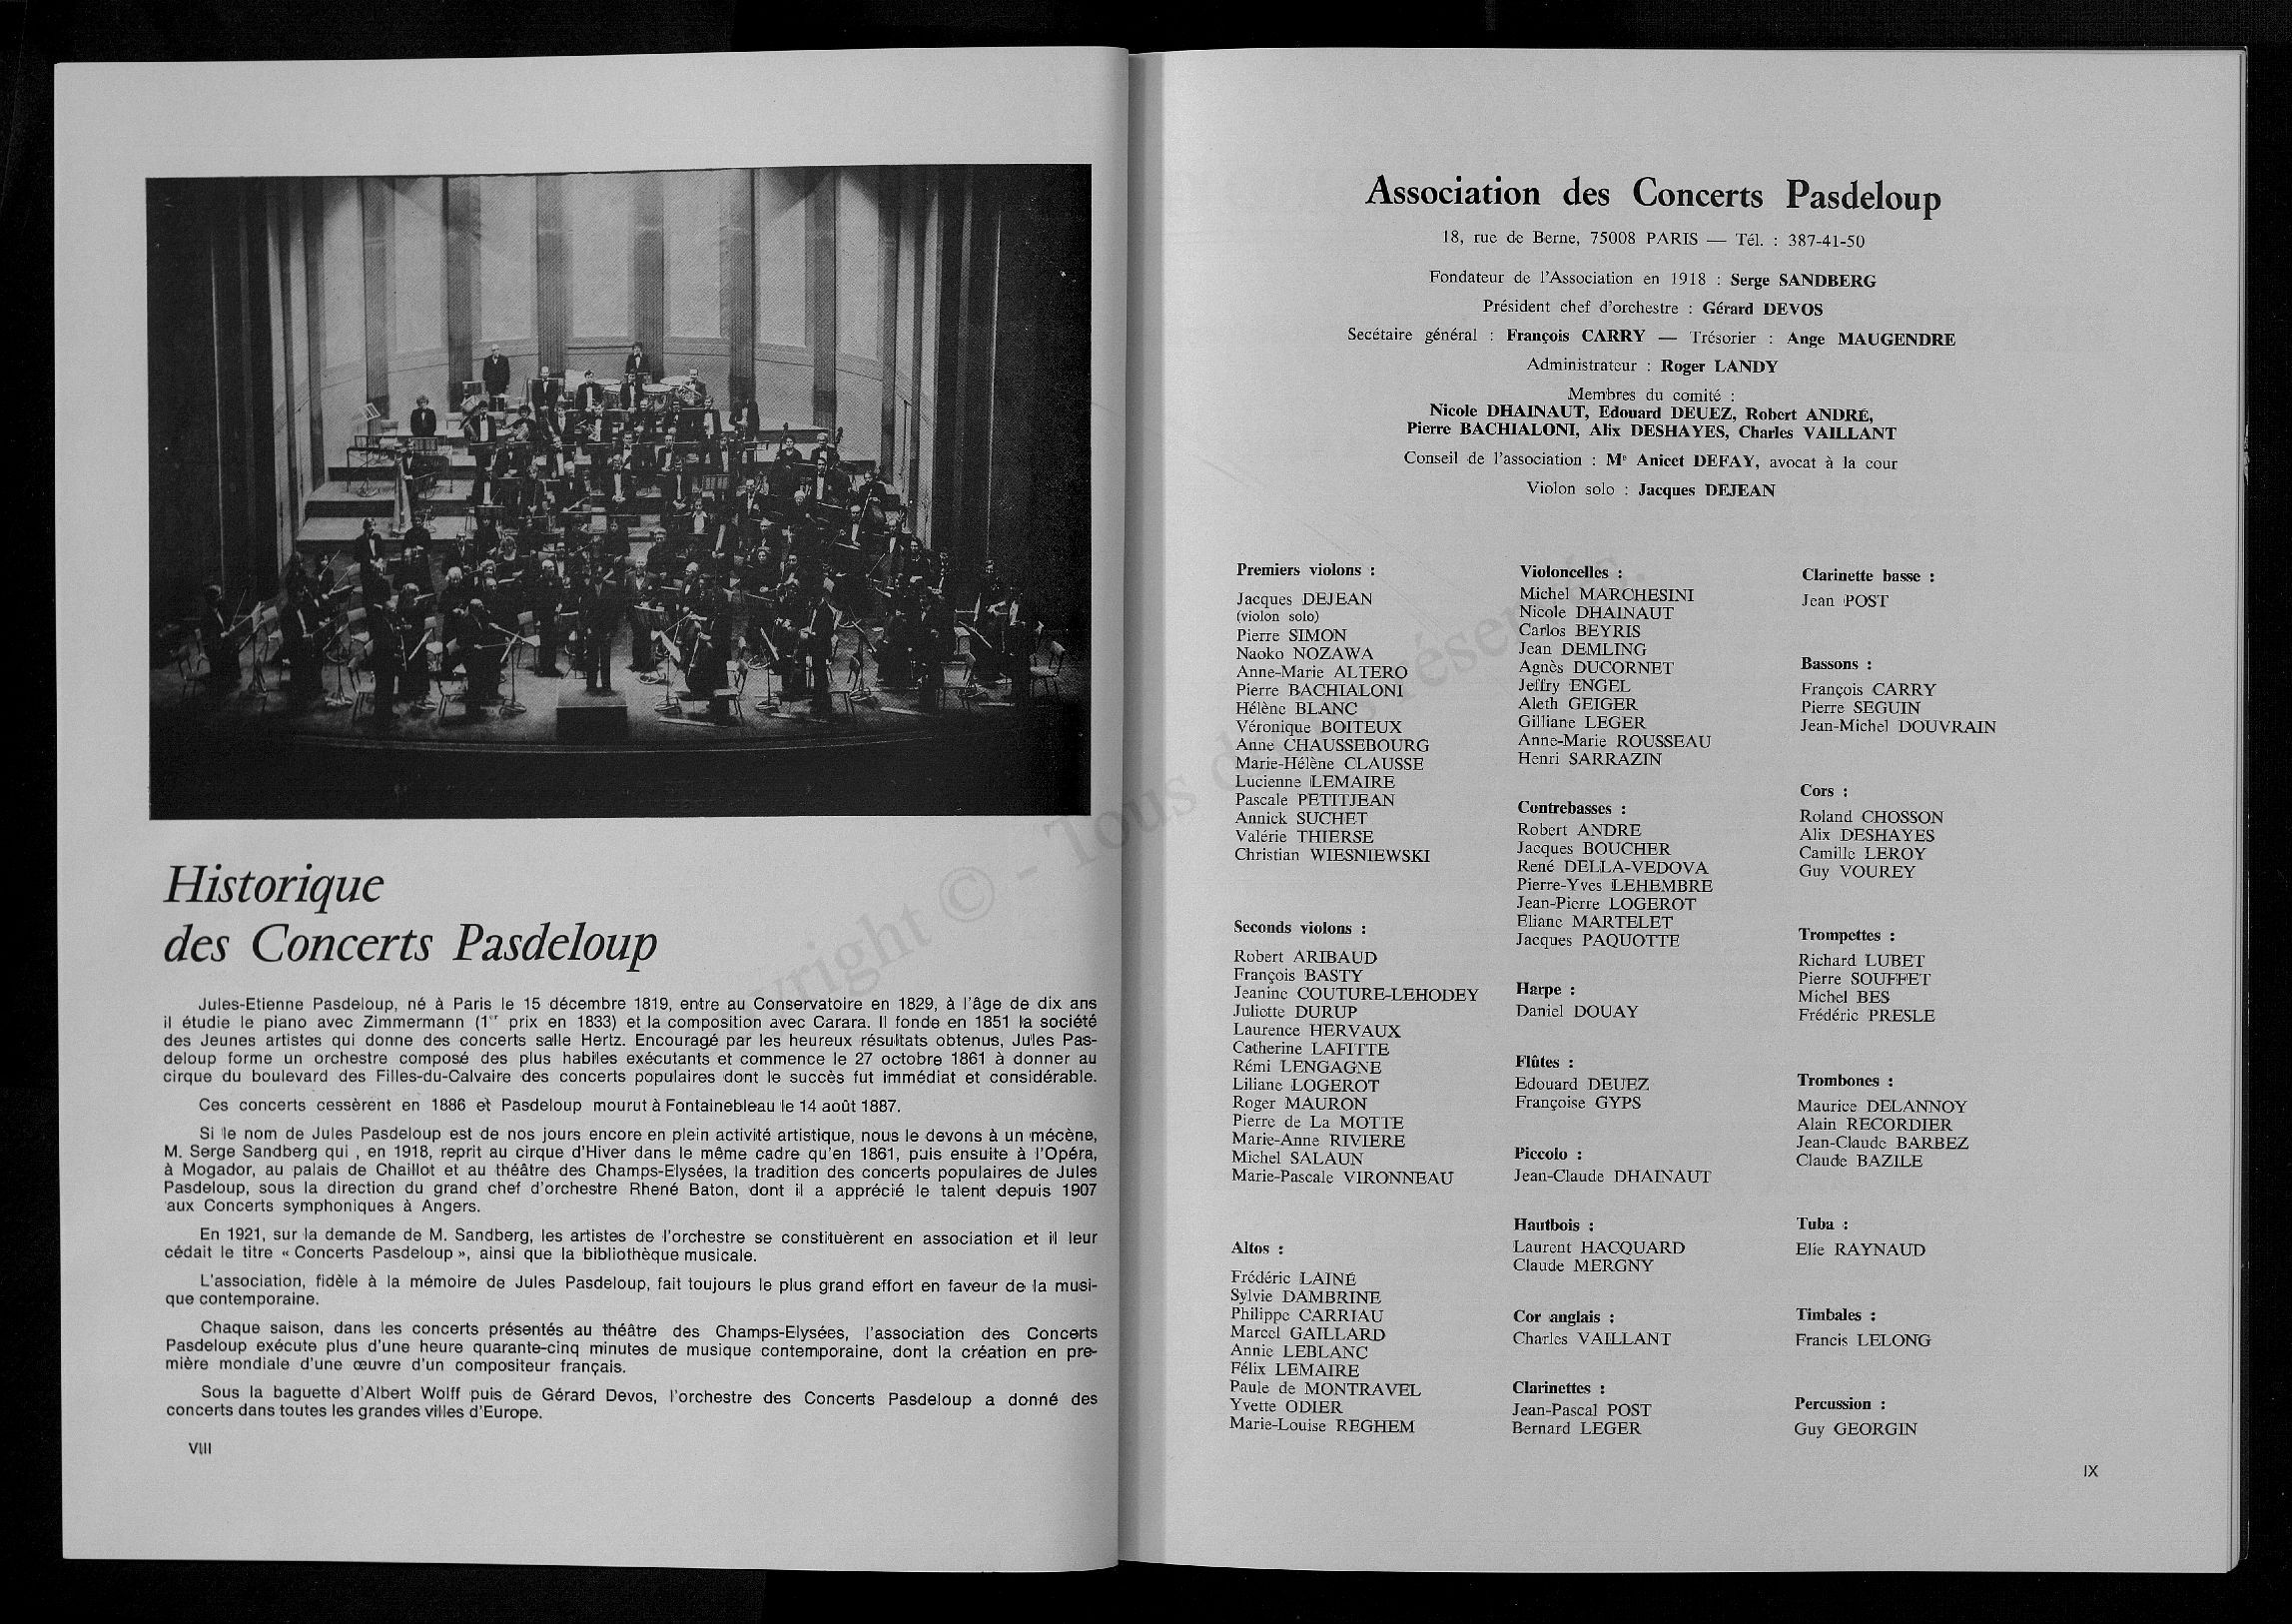 Historique
des Concerts Pasdeloup
Jules-Etienne Pasdeloup, né à Paris le 15 décembre 1819, entre au Conservatoire en 1829, à l'âge de dix ans
il étudie le piano avec Zimmermann (1er prix en 1833) et la composition avec Carara. Il fonde en 1851 la société
des Jeunes artistes qui donne des concerts salle Hertz. Encouragé par les heureux résultats obtenus, Jules Pas-
deloup forme un orchestre composé des plus habiles exécutants et commence le 27 octobre 1861 à donner au
cirque du boulevard des Filles-du-Calvaire des concerts populaires dont le succès fut immédiat et considérable.
Ces concerts cessèrent en 1886 et Pasdeloup mourut à Fontainebleau le 14 août 1887.
Si le nom de Jules Pasdeloup est de nos jours encore en plein activité artistique, nous le devons à un mécène,
M. Serge Sandberg qui , en 1918, reprit au cirque d'Hiver dans le même cadre qu'en 1861, puis ensuite à l'Opéra,
à Mogador, au palais de Chaillot et au théâtre des Champs-Elysées, la tradition des concerts populaires de Jules
Pasdeloup, sous la direction du grand chef d'orchestre Rhené Baton, dont il a apprécié le talent depuis 1907
aux Concerts symphoniques à Angers.
En 1921, sur la demande de M. Sandberg, les artistes de l'orchestre se constituèrent en association et il leur
cédait le titre « Concerts Pasdeloup », ainsi que la bibliothèque musicale.
L'association, fidèle à la mémoire de Jules Pasdeloup, fait toujours le plus grand effort en faveur de la musi-
que contemporaine.
Chaque saison, dans les concerts présentés au théâtre des Champs-Elysées, l'association des Concerts
Pasdeloup exécute plus d'une heure quarante-cinq minutes de musique contemporaine, dont la création en pre-
mière mondiale d'une œuvre d'un compositeur français.
Sous la baguette d'Albert Wolff puis de Gérard Devos, l'orchestre des Concerts Pasdeloup a donné des
concerts dans toutes les grandes villes d'Europe.
VIII
Association des Concerts Pasdeloup
18, rue de Berne, 75008 PARIS — Tél. : 387-41-50
Fondateur de l'Association en 1918 : Serge SANDBERG
Président chef d'orchestre : Gérard DEVOS
Secétaire général : François CARRY — Trésorier : Ange MAUGENDRE
Administrateur : Roger LANDY
Membres du comité :
Nicole DHAINAUT, Edouard DEUEZ, Robert ANDRÉ,
Pierre BACHIALONI, Alix DESHAYES, Charles VAILLANT
Conseil de l'association : Me Anicet DEFAY, avocat à la cour
Violon solo : Jacques DEJEAN
Premiers violons :
Jacques DEJEAN
(violon solo)
Pierre SIMON
Naoko NOZAWA
Anne-Marie ALTERO
Pierre BACHIALONI
Hélène BLANC
Véronique BOITEUX
Anne CHAUSSEBOURG
Marie-Hélène CLAUSSE
Lucienne LEMAIRE
Pascale PETITJEAN
Annick SUCHET
Valérie THIERSE
Christian WIESNIEWSKI
Seconds violons :
Robert ARIBAUD
François BASTY
Jeanine COUTURE-LEHODEY
Juliette DURUP
Laurence HERVAUX
Catherine LAFITTE
Rémi LENGAGNE
Liliane LOGEROT
Roger MAURON
Pierre de La MOTTE
Marie-Anne RIVIERE
Michel SALAUN
Marie-Pascale VIRONNEAU
Altos :
Frédéric LAINÉ
Sylvie DAMBRINE
Philippe CARRIAU
Marcel GAILLARD
Annie LEBLANC
Félix LEMAIRE
Paule de MONTRAVEL
Yvette ODIER
Marie-Louise REGHEM
Violoncelles :
Michel MARCHESINI
Nicole DHAINAUT
Carlos BEYRIS
Jean DEMLING
Agnès DUCORNET
Jeffry ENGEL
Aleth GEIGER
Gilliane LEGER
Anne-Marie ROUSSEAU
Henri SARRAZIN
Contrebasses :
Robert ANDRE
Jacques BOUCHER
René DELLA-VEDOVA
Pierre-Yves LEHEMBRE
Jean-Pierre LOGEROT
Eliane MARTELET
Jacques PAQUOTTE
Harpe :
Daniel DOUAY
Flûtes :
Edouard DEUEZ
Françoise GYPS
Piccolo :
Jean-Claude DHAINAUT
Hautbois :
Laurent HACQUARD
Claude MERGNY
Cor anglais :
Charles VAILLANT
Clarinettes :
Jean-Pascal POST
Bernard LEGER
Clarinette basse :
Jean POST
Bassons :
François CARRY
Pierre SEGUIN
Jean-Michel DOUVRAIN
Cors :
Roland CHOSSON
Alix DESHAYES
Camille LEROY
Guy VOUREY
Trompettes :
Richard LUBET
Pierre SOUFFET
Michel BES
Frédéric PRESLE
Trombones :
Maurice DELANNOY
Alain RECORDIER
Jean-Claude BARBEZ
Claude BAZILE
Tuba :
Elie RAYNAUD
Timbales :
Francis LELONG
Percussion :
Guy GEORGIN
IX